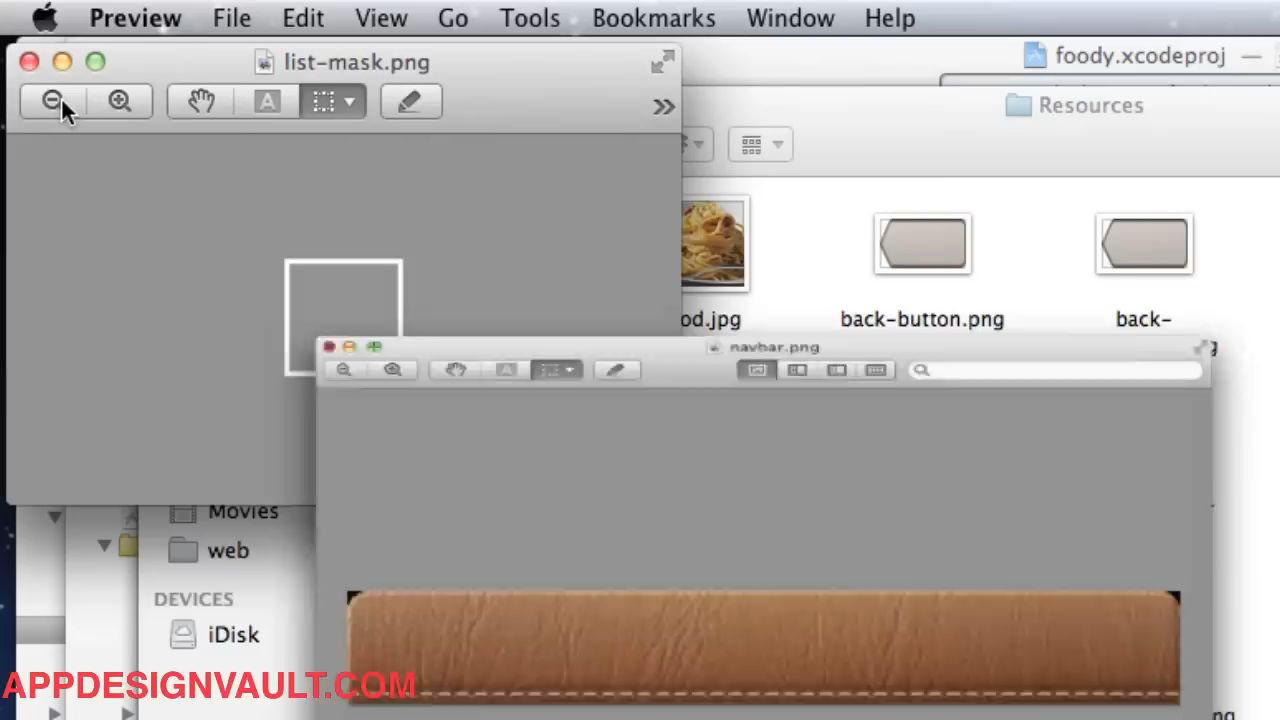 Preview File Edit View Go Tools Bookmarks Window Help
list-mask.png
foody.xcodeproj —
Resources
A
od.jpg
back-button.png
back-
navbar.png
A
Movies
web
DEVICES
iDisk
APPDESIGNVAULT.COM
ng